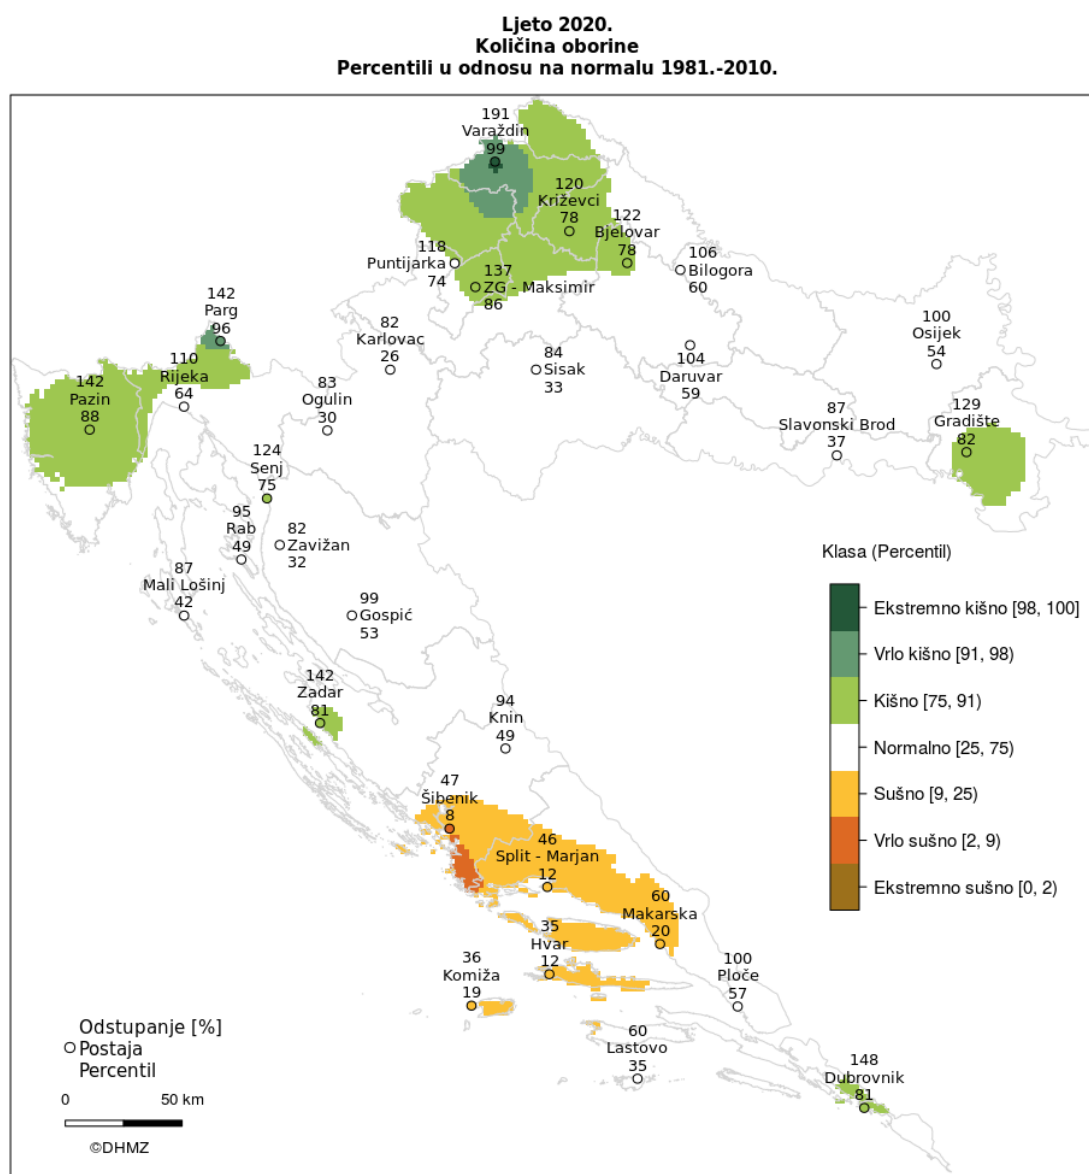 Ljeto 2020.
Količina oborine
Percentili u odnosu na normalu 1981.-2010.
191
Varaždin
99
120
Križevci
78
122
Bjelovar
78
118
Puntijarka
74
137
ZG - Maksimir
86
106
Bilogora
60
142
Parg
96
82
Karlovac
26
84
Sisak
33
104
Daruvar
59
100
Osijek
54
110
Rijeka
64
142
Pazin
88
83
Ogulin
30
87
Slavonski Brod
37
129
Gradište
82
124
Senj
75
95
Rab
49
82
Zavižan
32
87
Mali Lošinj
42
99
Gospić
53
Klasa (Percentil)
Ekstremno kišno [98, 100]
Vrlo kišno [91, 98)
Kišno [75, 91)
Normalno [25, 75)
Sušno [9, 25)
Vrlo sušno [2, 9)
Ekstremno sušno [0, 2)
142
Zadar
81
94
Knin
49
47
Šibenik
8
46
Split - Marjan
12
60
Makarska
20
35
Hvar
12
36
Komiža
19
100
Ploče
57
60
Lastovo
35
148
Dubrovnik
81
Odstupanje [%]
Postaja
Percentil
0 50 km
©DHMZ